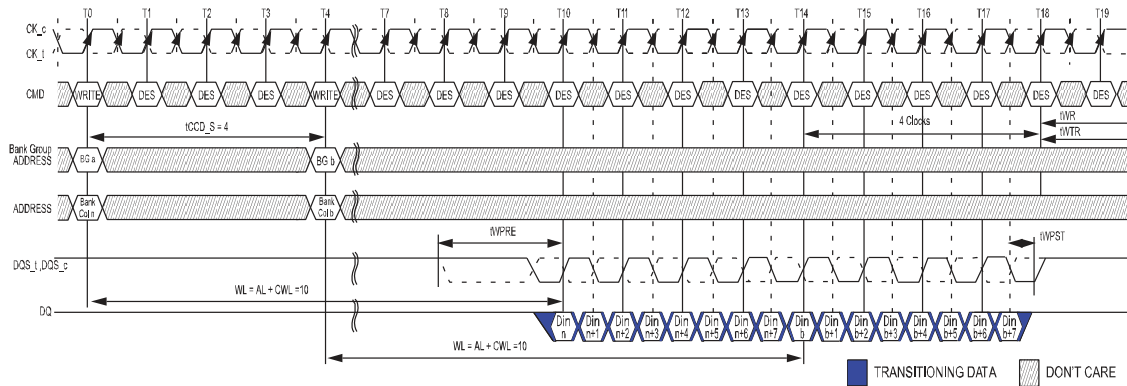 T0 T1 T2 T3 T4 T7 T8 T9 T10 T11 T12 T13 T14 T15 T16 T17 T18 T19
CK_c
CK_t
CMD WRITE DES DES DES WRITE DES DES DES DES DES DES DES DES DES DES DES DES DES
tCCD_S = 4
4 Clocks
tWR
tWTR
Bank Group
ADDRESS
BG a
BG b
ADDRESS
Bank
Col n
Bank
Col b
tWPRE
tWPST
DQS_t ,DQS_c
WL = AL + CWL =10
DQ
Din
n
Din
n+1
Din
n+2
Din
n+3
Din
n+4
Din
n+5
Din
n+6
Din
n+7
Din
b
Din
b+1
Din
b+2
Din
b+3
Din
b+4
Din
b+5
Din
b+6
Din
b+7
WL = AL + CWL =10
TRANSITIONING DATA
DON'T CARE